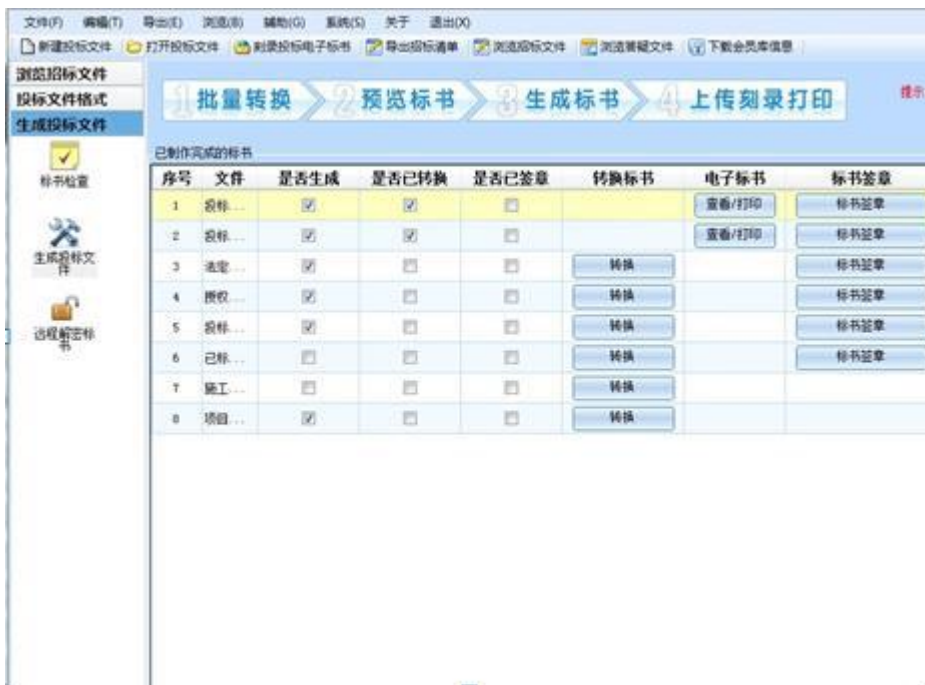 文件(F) 编辑(T) 导出(E) 浏览(B) 辅助(G) 系统(S) 关于 退出(X)
新建投标文件 打开投标文件 刻录投标电子标书 导出招标清单 浏览招标文件 浏览答疑文件 下载会员库信息
浏览招标文件
投标文件格式
生成投标文件
1 批量转换 2 预览标书 3 生成标书 4 上传刻录打印
提示
标书检查
生成投标文件
远程解密标书
已制作完成的标书
序号 文件 是否生成 是否已转换 是否已签章 转换标书 电子标书 标书签章
1 投标... 查看/打印 标书签章
2 投标... 查看/打印 标书签章
3 法定... 转换 标书签章
4 授权... 转换 标书签章
5 投标... 转换 标书签章
6 已标... 转换 标书签章
7 施工... 转换
8 项目... 转换